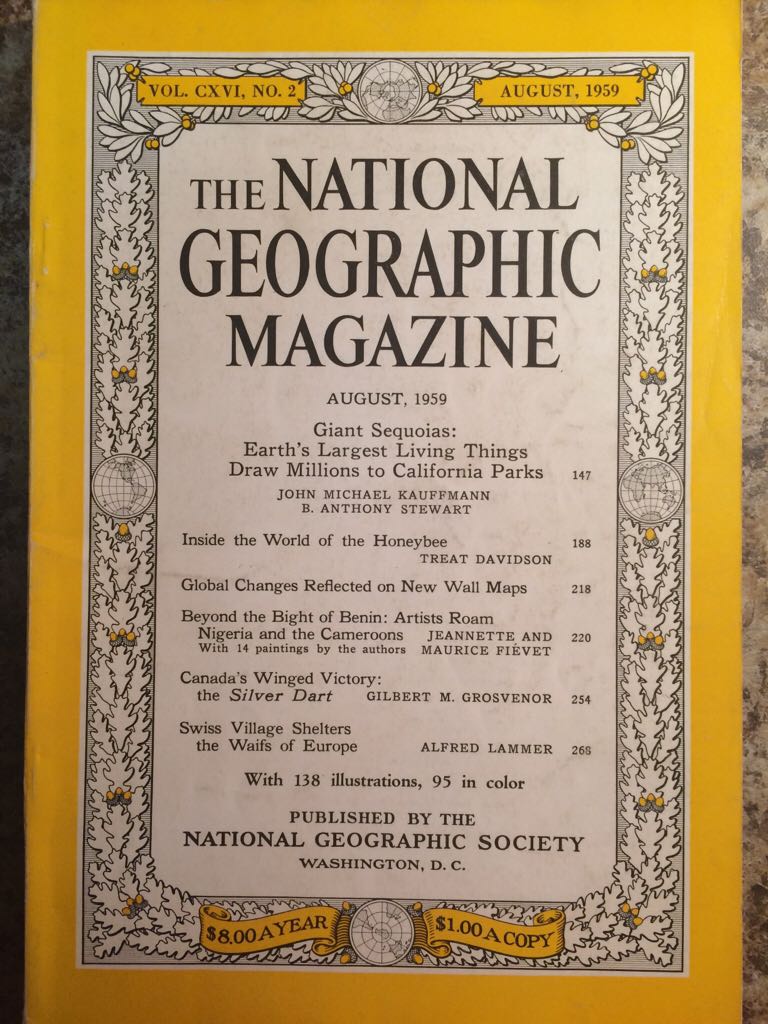 VOL. CXVI, NO. 2 AUGUST, 1959
THE NATIONAL
GEOGRAPHIC
MAGAZINE
AUGUST, 1959
Giant Sequoias:
Earth's Largest Living Things
Draw Millions to California Parks 147
JOHN MICHAEL KAUFFMANN
B. ANTHONY STEWART
Inside the World of the Honeybee 188
TREAT DAVIDSON
Global Changes Reflected on New Wall Maps 218
Beyond the Bight of Benin: Artists Roam
Nigeria and the Cameroons JEANNETTE AND 220
With 14 paintings by the authors MAURICE FIÉVET
Canada's Winged Victory:
the Silver Dart GILBERT M. GROSVENOR 254
Swiss Village Shelters
the Waifs of Europe ALFRED LAMMER 268
With 138 illustrations, 95 in color
PUBLISHED BY THE
NATIONAL GEOGRAPHIC SOCIETY
WASHINGTON, D. C.
$8.00 A YEAR $1.00 A COPY